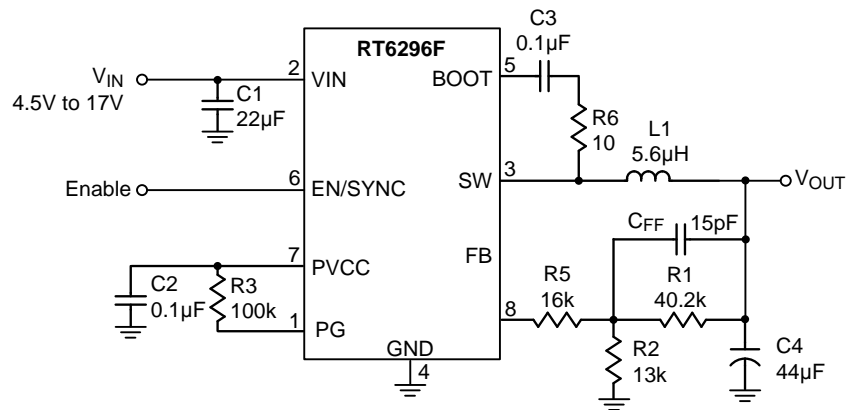 RT6296F
V_IN
4.5V to 17V
2
VIN
C1
22µF
BOOT
5
C3
0.1µF
R6
10
L1
5.6µH
Enable
6
EN/SYNC
SW
3
V_OUT
C_FF
15pF
7
PVCC
FB
C2
0.1µF
R3
100k
1
PG
8
R5
16k
R1
40.2k
R2
13k
C4
44µF
GND
4